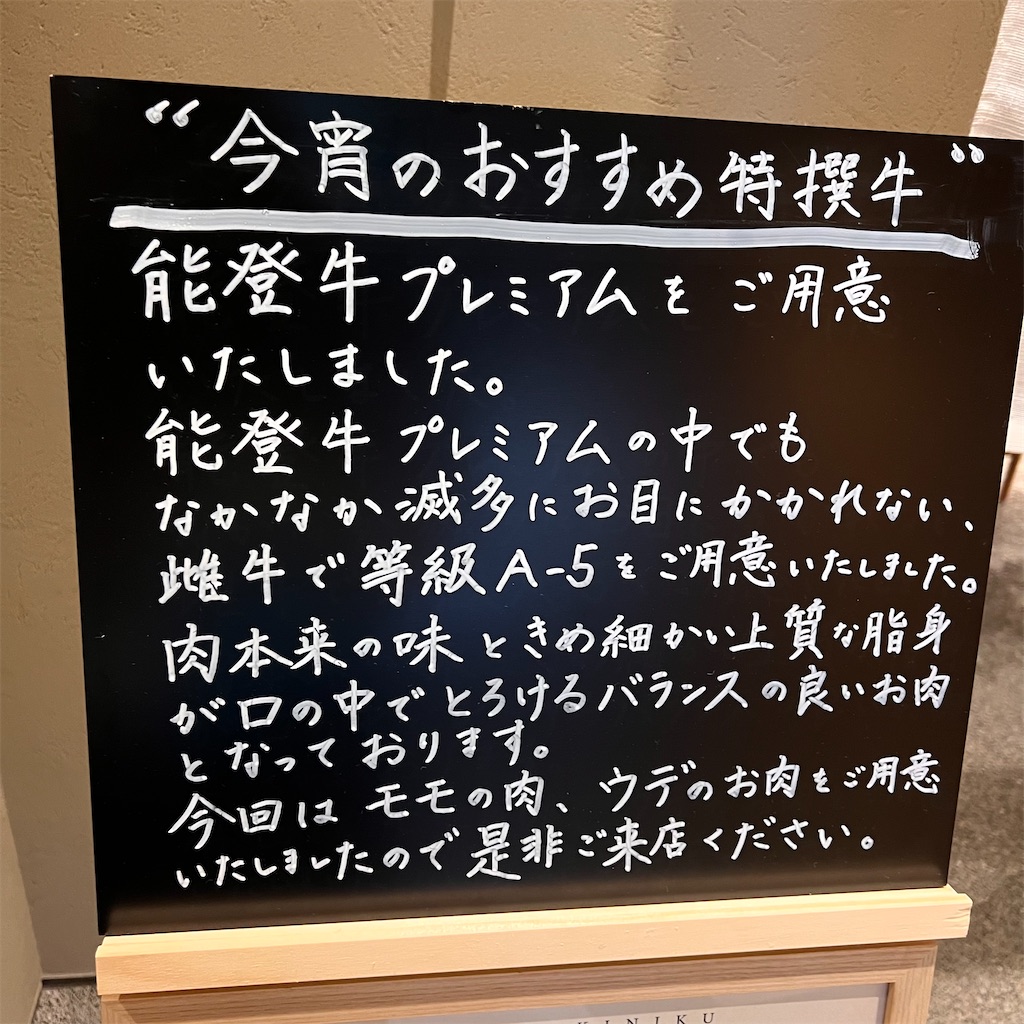 “今宵のおすすめ特撰牛”
能登牛プレミアムをご用意
いたしました。
能登牛プレミアムの中でも
なかなか滅多にお目にかかれない、
雌牛で等級A-5をご用意いたしました。
肉本来の味ときめ細かい上質な脂身
が口の中でとろけるバランスの良いお肉
となっております。
今回はモモの肉、ウデのお肉をご用意
いたしましたので是非ご来店ください。
KINIKU